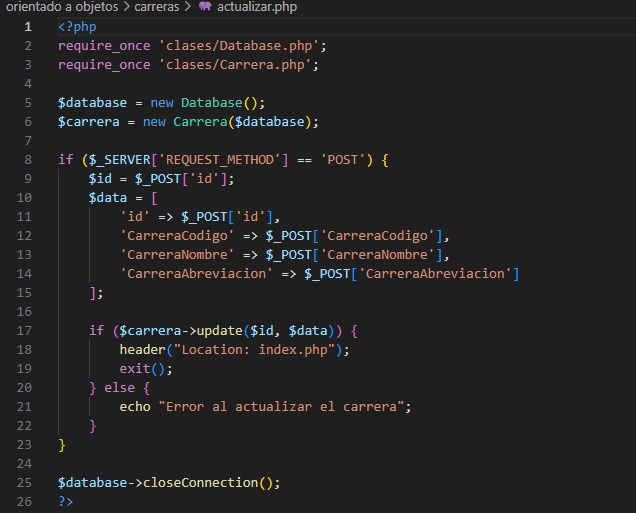 orientado a objetos > carreras > actualizar.php
1 <?php
2 require_once 'clases/Database.php';
3 require_once 'clases/Carrera.php';
4
5 $database = new Database();
6 $carrera = new Carrera($database);
7
8 if ($_SERVER['REQUEST_METHOD'] == 'POST') {
9     $id = $_POST['id'];
10     $data = [
11         'id' => $_POST['id'],
12         'CarreraCodigo' => $_POST['CarreraCodigo'],
13         'CarreraNombre' => $_POST['CarreraNombre'],
14         'CarreraAbreviacion' => $_POST['CarreraAbreviacion']
15     ];
16
17     if ($carrera->update($id, $data)) {
18         header("Location: index.php");
19         exit();
20     } else {
21         echo "Error al actualizar el carrera";
22     }
23 }
24
25 $database->closeConnection();
26 ?>